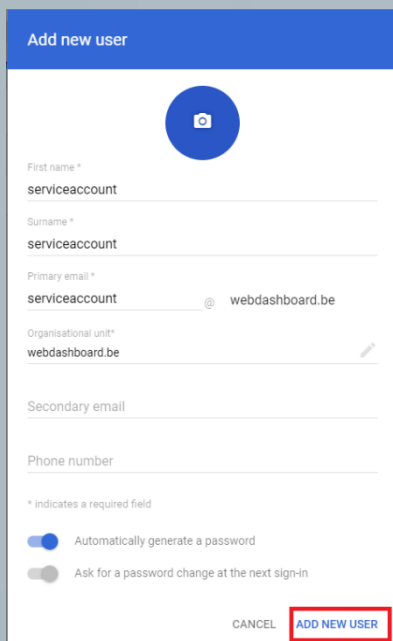 Add new user
First name *
serviceaccount
Surname *
serviceaccount
Primary email *
serviceaccount @ webdashboard.be
Organisational unit*
webdashboard.be
Secondary email
Phone number
* indicates a required field
Automatically generate a password
Ask for a password change at the next sign-in
CANCEL ADD NEW USER